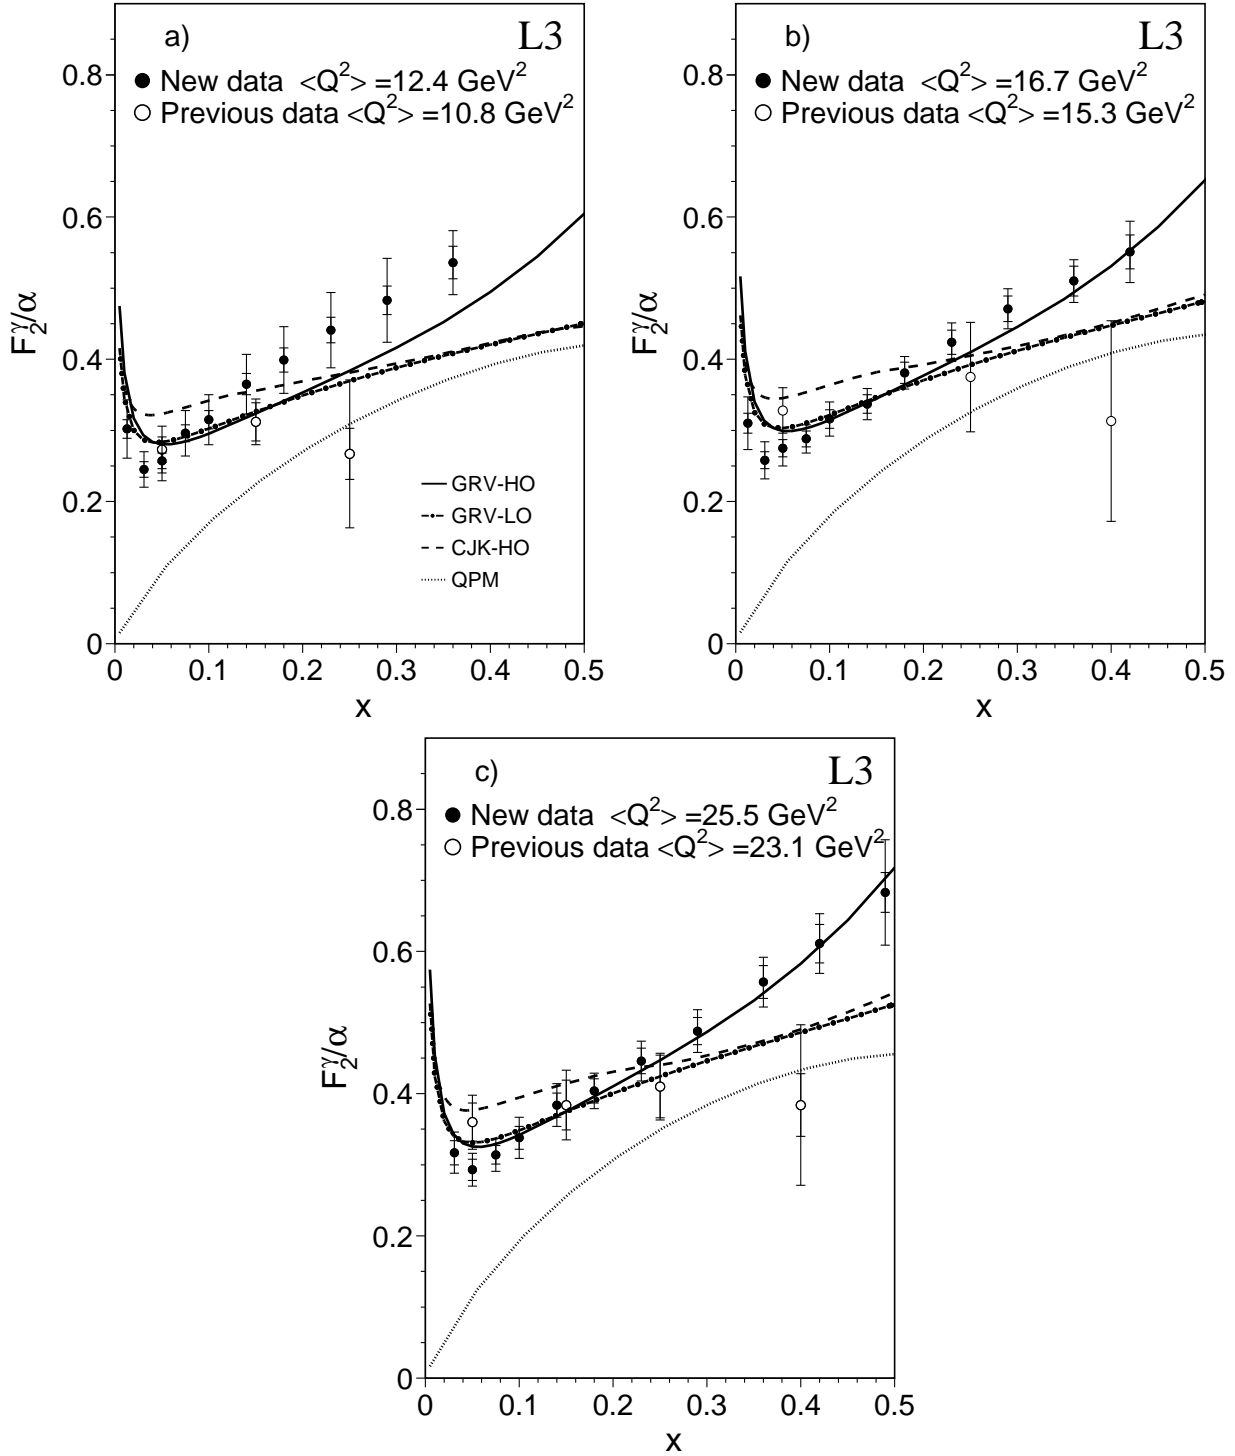 a) L3
New data <Q²> =12.4 GeV²
Previous data <Q²> =10.8 GeV²
0.8
0.6
0.4
0.2
0
F₂^γ/α
GRV-HO
GRV-LO
CJK-HO
QPM
0 0.1 0.2 0.3 0.4 0.5
x
b) L3
New data <Q²> =16.7 GeV²
Previous data <Q²> =15.3 GeV²
0.8
0.6
0.4
0.2
0
F₂^γ/α
0 0.1 0.2 0.3 0.4 0.5
x
c) L3
New data <Q²> =25.5 GeV²
Previous data <Q²> =23.1 GeV²
0.8
0.6
0.4
0.2
0
F₂^γ/α
0 0.1 0.2 0.3 0.4 0.5
x